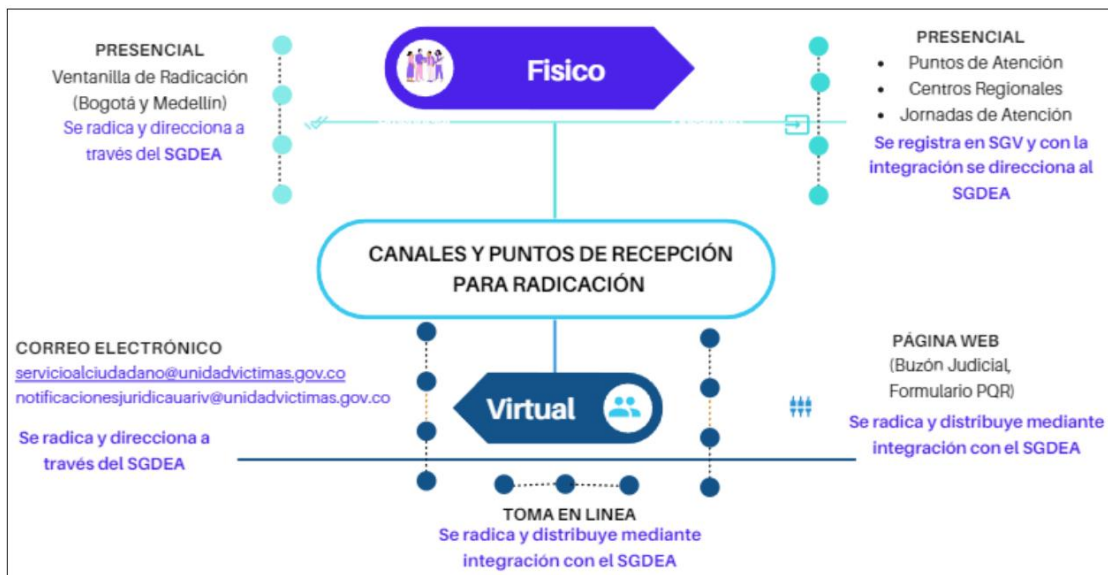 Fisico
PRESENCIAL
Ventanilla de Radicación
(Bogotá y Medellín)
Se radica y direcciona a
través del SGDEA
PRESENCIAL
• Puntos de Atención
• Centros Regionales
• Jornadas de Atención
Se registra en SGV y con la
integración se direcciona al
SGDEA
CANALES Y PUNTOS DE RECEPCIÓN
PARA RADICACIÓN
CORREO ELECTRÓNICO
servicioalciudadano@unidadvictimas.gov.co
notificacionesjuridicauariv@unidadvictimas.gov.co
Se radica y direcciona a
través del SGDEA
Virtual
PÁGINA WEB
(Buzón Judicial,
Formulario PQR)
Se radica y distribuye mediante
integración con el SGDEA
TOMA EN LINEA
Se radica y distribuye mediante
integración con el SGDEA